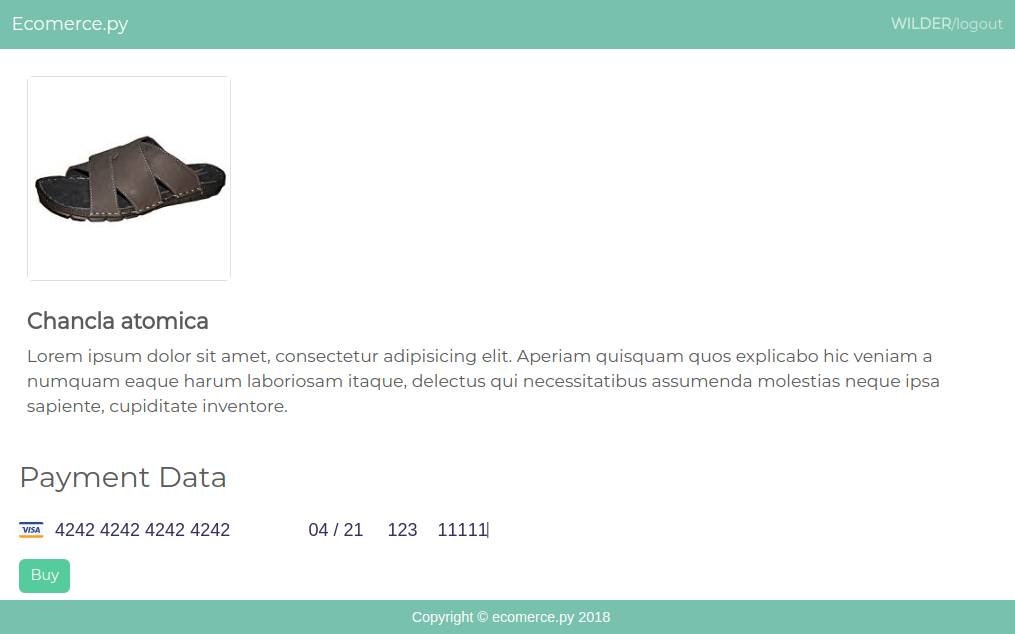 Ecomerce.py WILDER/logout
Chancla atomica
Lorem ipsum dolor sit amet, consectetur adipisicing elit. Aperiam quisquam quos explicabo hic veniam a
numquam eaque harum laboriosam itaque, delectus qui necessitatibus assumenda molestias neque ipsa
sapiente, cupiditate inventore.
Payment Data
VISA 4242 4242 4242 4242 04 / 21 123 11111
Buy
Copyright © ecomerce.py 2018